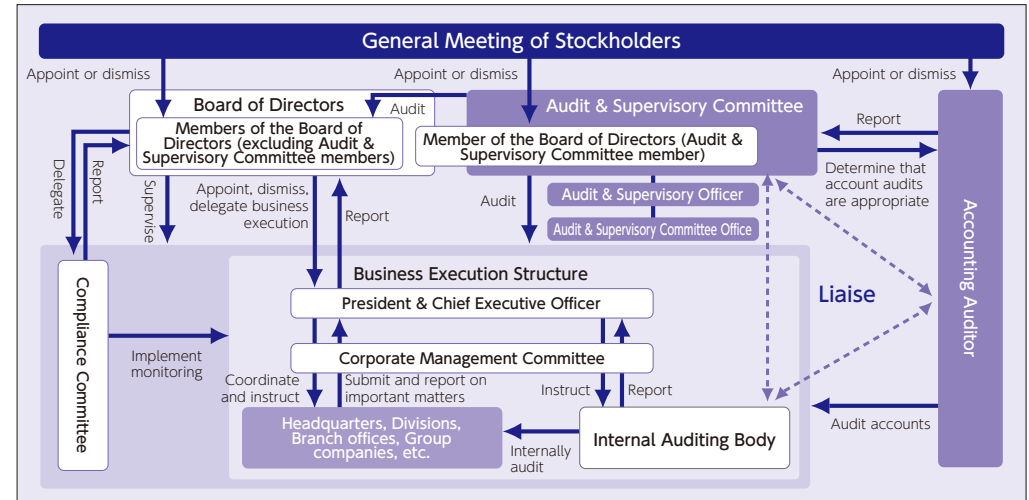 General Meeting of Stockholders
Appoint or dismiss
Appoint or dismiss
Appoint or dismiss
Board of Directors
Audit
Audit & Supervisory Committee
Members of the Board of
Directors (excluding Audit &
Supervisory Committee members)
Member of the Board of Directors (Audit &
Supervisory Committee member)
Report
Determine that
account audits
are appropriate
Delegate
Report
Supervise
Appoint, dismiss,
delegate business
execution
Report
Audit
Audit & Supervisory Officer
Audit & Supervisory Committee Office
Accounting Auditor
Compliance Committee
Business Execution Structure
President & Chief Executive Officer
Liaise
Corporate Management Committee
Implement
monitoring
Coordinate
and instruct
Submit and report on
important matters
Instruct
Report
Headquarters, Divisions,
Branch offices, Group
companies, etc.
Internally
audit
Internal Auditing Body
Audit accounts